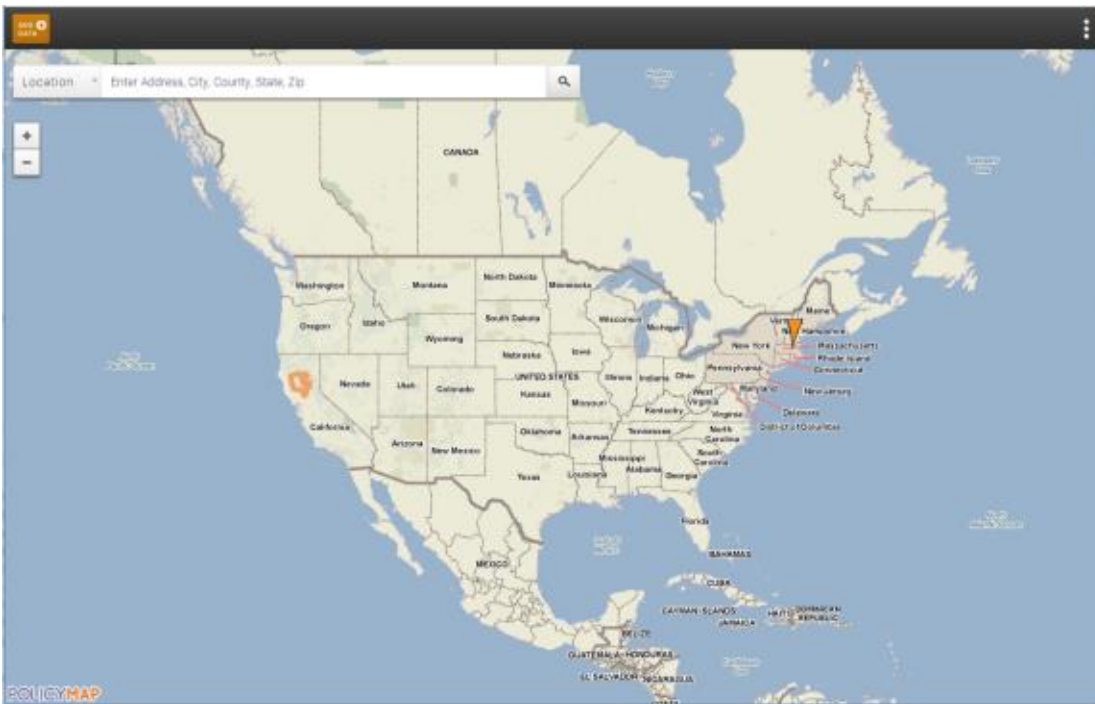 GEO
DATA
Location
Enter Address, City, County, State, Zip
+
−
CANADA
Washington
Montana
North Dakota
Minnesota
Maine
Oregon
Idaho
South Dakota
Wisconsin
Michigan
New Hampshire
Wyoming
New York
Massachusetts
Rhode Island
Connecticut
Nebraska
Iowa
Pennsylvania
Nevada
Utah
Colorado
UNITED STATES
Illinois
Indiana
Ohio
New Jersey
Kansas
Missouri
West
Virginia
Maryland
Delaware
Kentucky
Virginia
District of Columbia
California
Oklahoma
Arkansas
Tennessee
North
Carolina
Arizona
New Mexico
Mississippi
South
Carolina
Texas
Louisiana
Alabama
Georgia
Florida
BAHAMAS
MEXICO
CUBA
CAYMAN ISLANDS
HAITI
DOMINICAN
REPUBLIC
JAMAICA
BELIZE
GUATEMALA
HONDURAS
EL SALVADOR
NICARAGUA
POLICYMAP